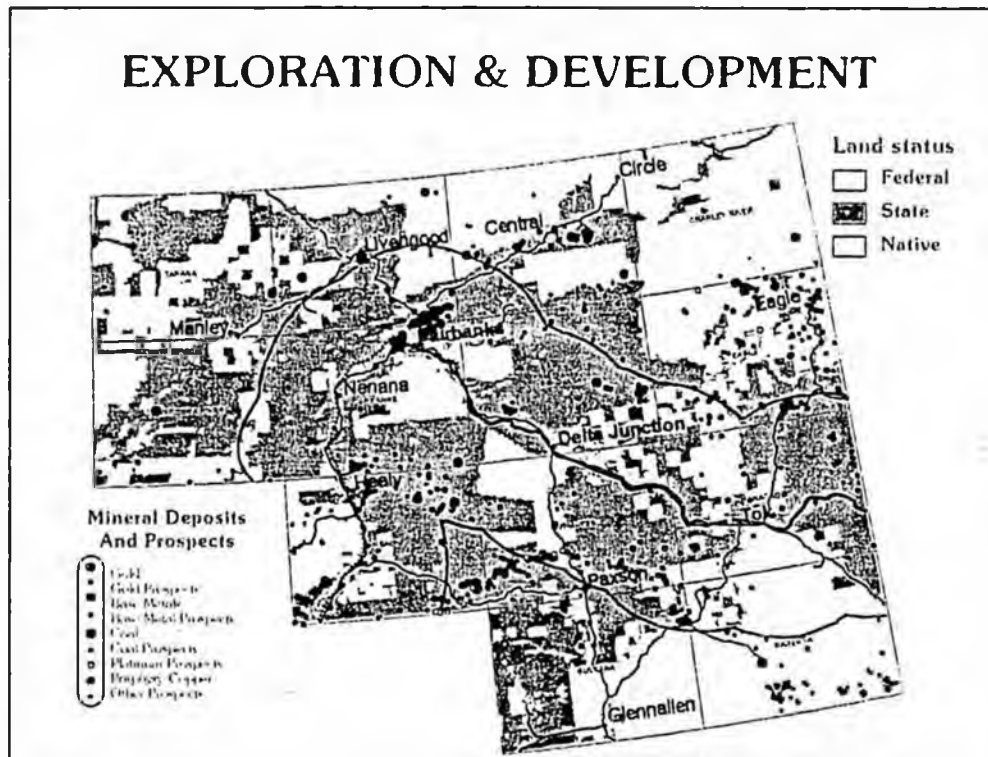 EXPLORATION & DEVELOPMENT
Land status
Federal
State
Native
Circle
Central
Livengood
Eagle
Manley
Nenana
Delta Junction
Healy
Tok
Paxson
Glennallen
Mineral Deposits
And Prospects
Gold
Gold Prospects
Base Metals
Base Metal Prospects
Coal
Coal Prospects
Platinum Prospects
Porphyry Copper
Other Prospects